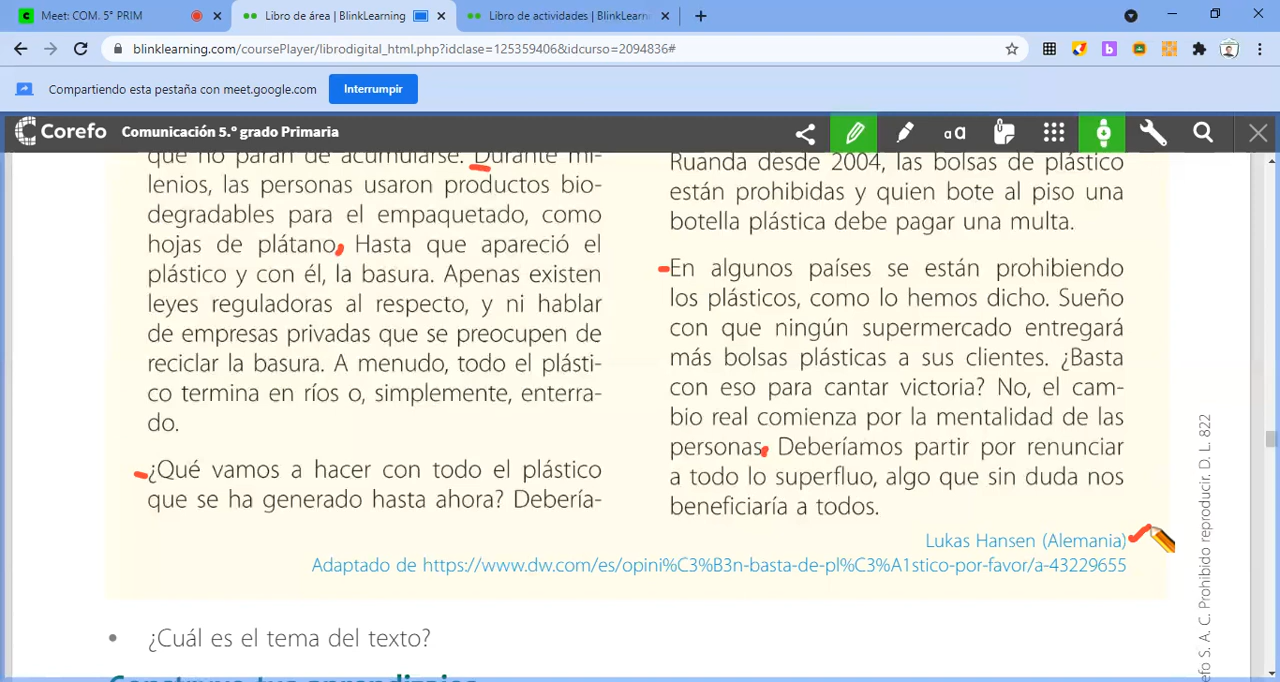 Meet: COM. 5° PRIM
Libro de área | BlinkLearning
Libro de actividades | BlinkLearn
blinklearning.com/coursePlayer/librodigital_html.php?idclase=125359406&idcurso=2094836#
Compartiendo esta pestaña con meet.google.com
Interrumpir
Corefo
Comunicación 5.º grado Primaria
aa
que no paran de acumularse. Durante mi-
lenios, las personas usaron productos bio-
degradables para el empaquetado, como
hojas de plátano. Hasta que apareció el
plástico y con él, la basura. Apenas existen
leyes reguladoras al respecto, y ni hablar
de empresas privadas que se preocupen de
reciclar la basura. A menudo, todo el plásti-
co termina en ríos o, simplemente, enterra-
do.
¿Qué vamos a hacer con todo el plástico
que se ha generado hasta ahora? Debería-
Ruanda desde 2004, las bolsas de plástico
están prohibidas y quien bote al piso una
botella plástica debe pagar una multa.
En algunos países se están prohibiendo
los plásticos, como lo hemos dicho. Sueño
con que ningún supermercado entregará
más bolsas plásticas a sus clientes. ¿Basta
con eso para cantar victoria? No, el cam-
bio real comienza por la mentalidad de las
personas. Deberíamos partir por renunciar
a todo lo superfluo, algo que sin duda nos
beneficiaría a todos.
Lukas Hansen (Alemania)
Adaptado de https://www.dw.com/es/opini%C3%B3n-basta-de-pl%C3%A1stico-por-favor/a-43229655
efo S. A. C. Prohibido reproducir. D. L. 822
• ¿Cuál es el tema del texto?